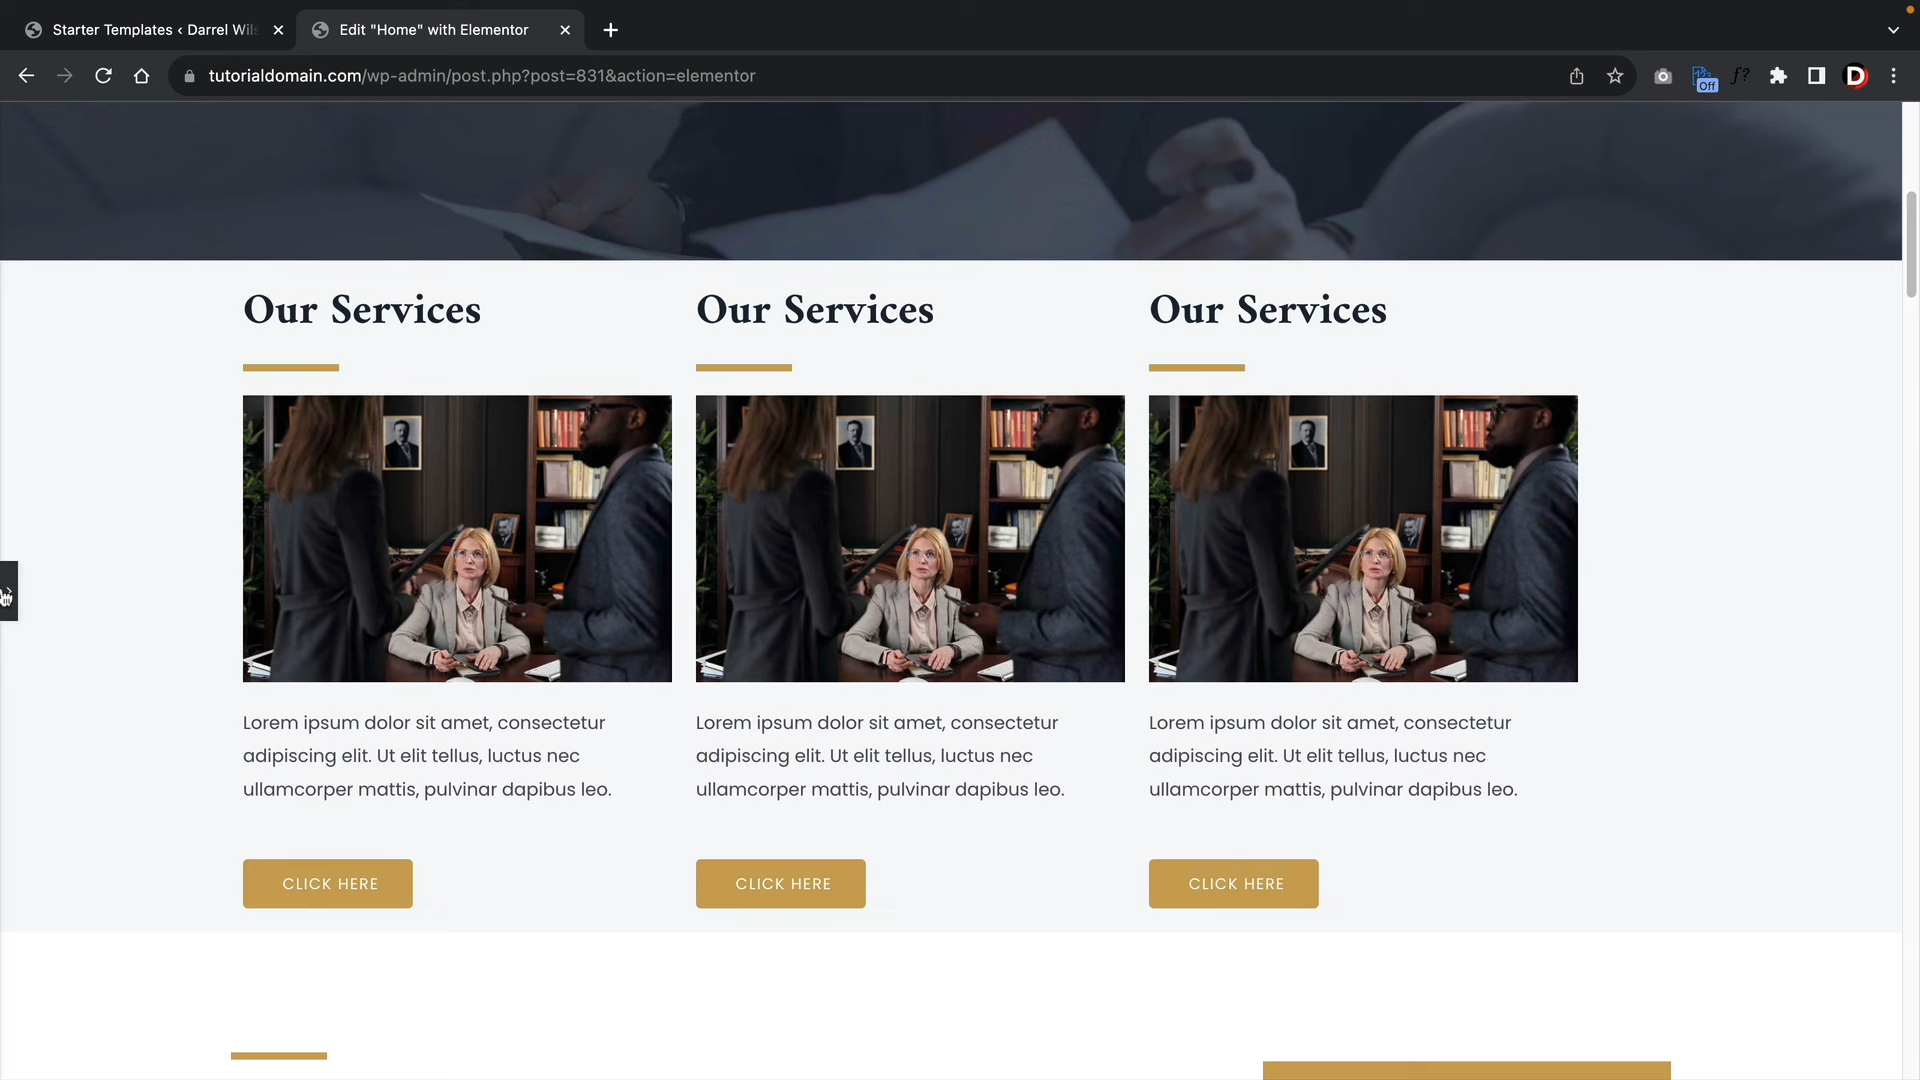 Starter Templates ‹ Darrel Wils
Edit "Home" with Elementor
tutorialdomain.com/wp-admin/post.php?post=831&action=elementor
Off
f?
D
Our Services
Our Services
Our Services
Lorem ipsum dolor sit amet, consectetur
adipiscing elit. Ut elit tellus, luctus nec
ullamcorper mattis, pulvinar dapibus leo.
Lorem ipsum dolor sit amet, consectetur
adipiscing elit. Ut elit tellus, luctus nec
ullamcorper mattis, pulvinar dapibus leo.
Lorem ipsum dolor sit amet, consectetur
adipiscing elit. Ut elit tellus, luctus nec
ullamcorper mattis, pulvinar dapibus leo.
CLICK HERE
CLICK HERE
CLICK HERE